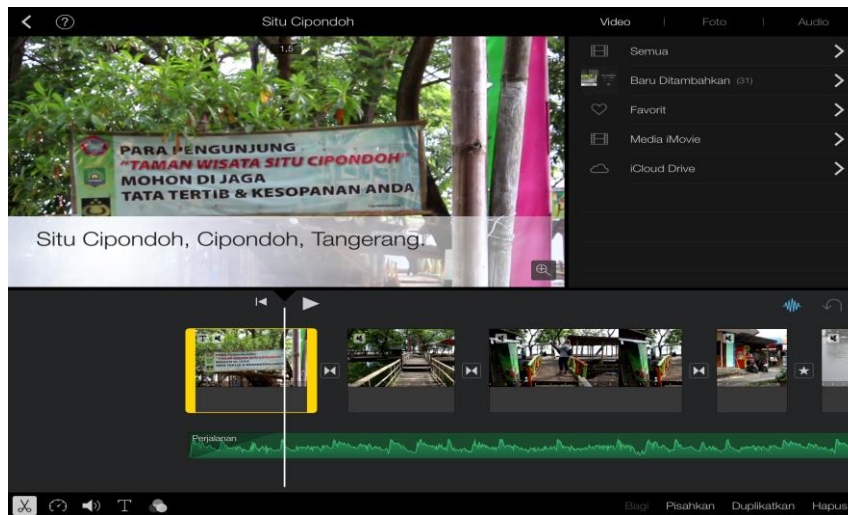 Situ Cipondoh
Video
Foto
Audio
1,5
Semua
Baru Ditambahkan (31)
Favorit
Media iMovie
iCloud Drive
PARA PENGUNJUNG
"TAMAN WISATA SITU CIPONDOH"
MOHON DI JAGA
TATA TERTIB & KESOPANAN ANDA
Situ Cipondoh, Cipondoh, Tangerang.
T
Perjalanan
T
Bagi
Pisahkan
Duplikatkan
Hapus